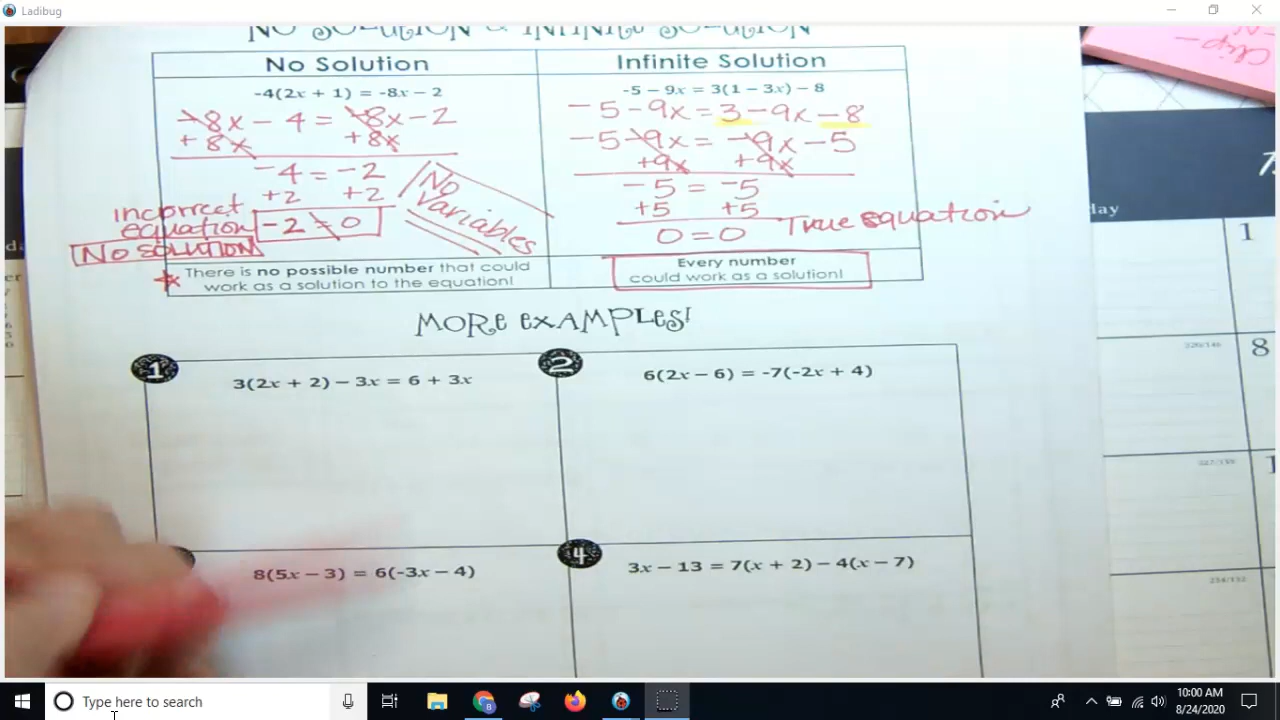 Ladibug
NO SOLUTION & INFINITE SOLUTION
No Solution
Infinite Solution
-4(2x + 1) = -8x – 2
-8x – 4 = -8x – 2
+ 8x +8x
-4 = -2
+2 +2
-2 = 0
incorrect
equation
No solution
No
variables
There is no possible number that could
work as a solution to the equation!
-5 – 9x = 3(1 – 3x) – 8
-5 - 9x = 3 - 9x - 8
-5 - 9x = -9x - 5
+9x +9x
-5 = -5
+5 +5
0 = 0 True equation
Every number
could work as a solution!
MORE EXAMPLES!
1
3(2x + 2) – 3x = 6 + 3x
2
6(2x – 6) = -7(-2x + 4)
8(5x – 3) = 6(-3x – 4)
4
3x – 13 = 7(x + 2) – 4(x – 7)
clip-
day
1
8
1
Type here to search
10:00 AM
8/24/2020